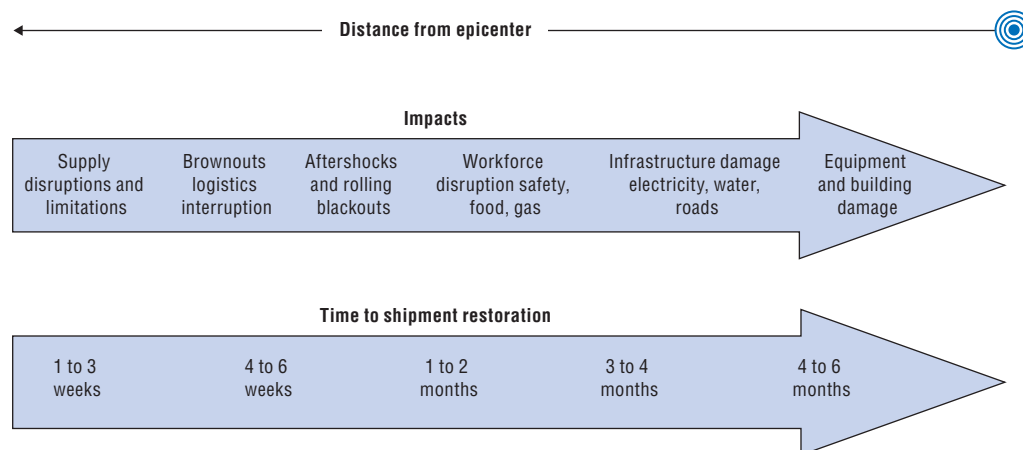 Distance from epicenter
Impacts
Supply
disruptions and
limitations
Brownouts
logistics
interruption
Aftershocks
and rolling
blackouts
Workforce
disruption safety,
food, gas
Infrastructure damage
electricity, water,
roads
Equipment
and building
damage
Time to shipment restoration
1 to 3
weeks
4 to 6
weeks
1 to 2
months
3 to 4
months
4 to 6
months